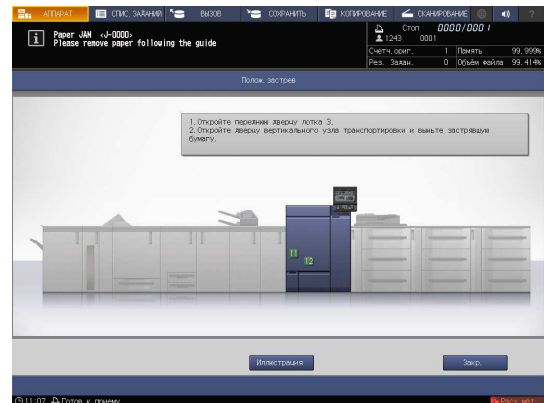 АППАРАТ
СПИС. ЗАДАНИЙ
ВЫЗОВ
СОХРАНИТЬ
КОПИРОВАНИЕ
СКАНИРОВАНИЕ
?
Paper JAM <J-0000>
Please remove paper following the guide
Стоп 0000/0001
1243 0001
Счетч.ориг. 1 Память 99.999%
Рез. Задан. 0 Объём файла 99.414%
Полож. застрев
1.Откройте переднюю дверцу лотка 3.
2.Откройте дверцу вертикального узла транспортировки и выньте застрявшую
бумагу.
11
12
Иллюстрация
Закр.
11:07 Готов к приему
Расх.мат.